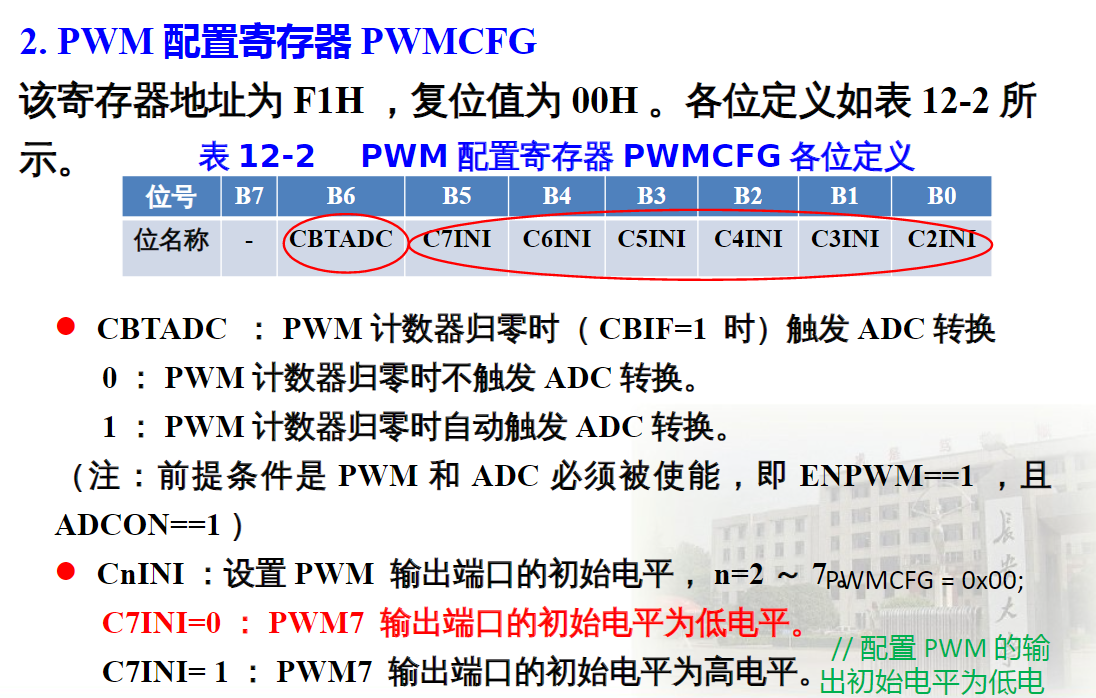 2. PWM 配置寄存器 PWMCFG
该寄存器地址为 F1H ，复位值为 00H 。各位定义如表 12-2 所
示。
表 12-2 PWM 配置寄存器 PWMCFG 各位定义
位号 B7 B6 B5 B4 B3 B2 B1 B0
位名称 - CBTADC C7INI C6INI C5INI C4INI C3INI C2INI
CBTADC ： PWM 计数器归零时（ CBIF=1 时）触发 ADC 转换
0 ： PWM 计数器归零时不触发 ADC 转换。
1 ： PWM 计数器归零时自动触发 ADC 转换。
（注：前提条件是 PWM 和 ADC 必须被使能，即 ENPWM==1 ，且
ADCON==1 ）
CnINI ：设置 PWM 输出端口的初始电平， n=2 ～ 7
PWMCFG = 0x00;
C7INI=0 ： PWM7 输出端口的初始电平为低电平。
C7INI= 1 ： PWM7 输出端口的初始电平为高电平。
// 配置 PWM 的输
出初始电平为低电
长安大